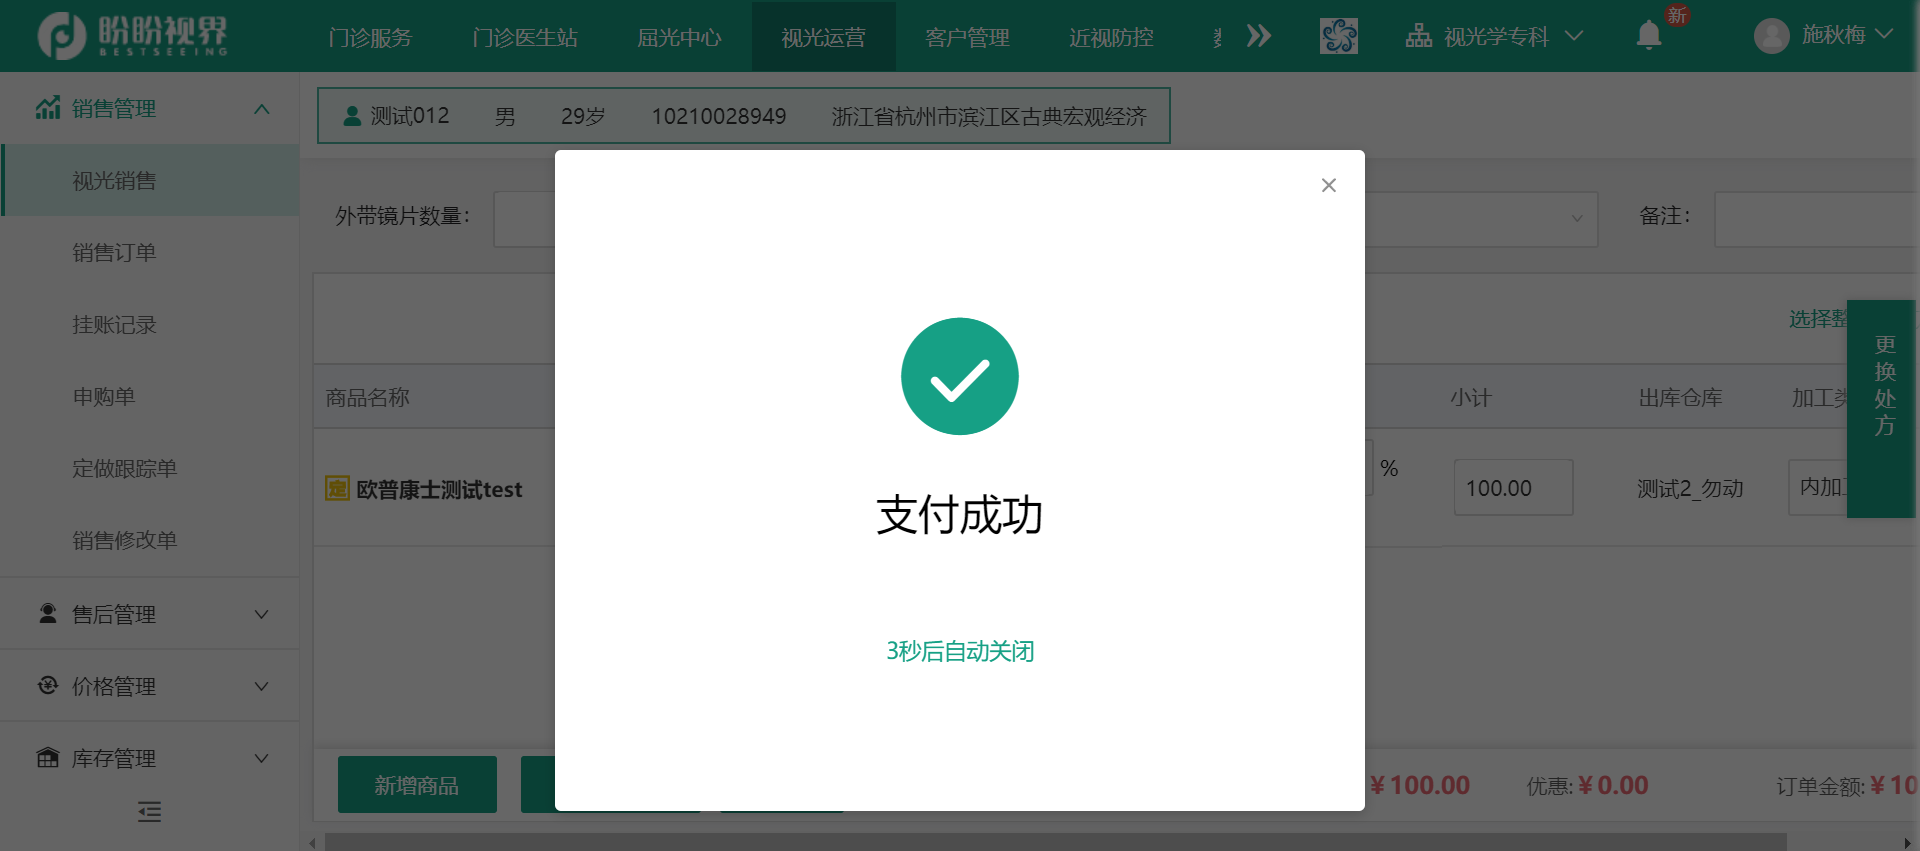 盼盼视界
BESTSEEING
门诊服务
门诊医生站
屈光中心
视光运营
客户管理
近视防控
视光学专科
新
施秋梅
销售管理
视光销售
销售订单
挂账记录
申购单
定做跟踪单
销售修改单
售后管理
价格管理
库存管理
测试012 男 29岁 10210028949 浙江省杭州市滨江区古典宏观经济
外带镜片数量：
备注：
选择整
更换处方
商品名称
小计
出库仓库
加工类
定 欧普康士测试test
%
100.00
测试2_勿动
内加工
支付成功
3秒后自动关闭
新增商品
¥100.00
优惠:¥0.00
订单金额:¥10